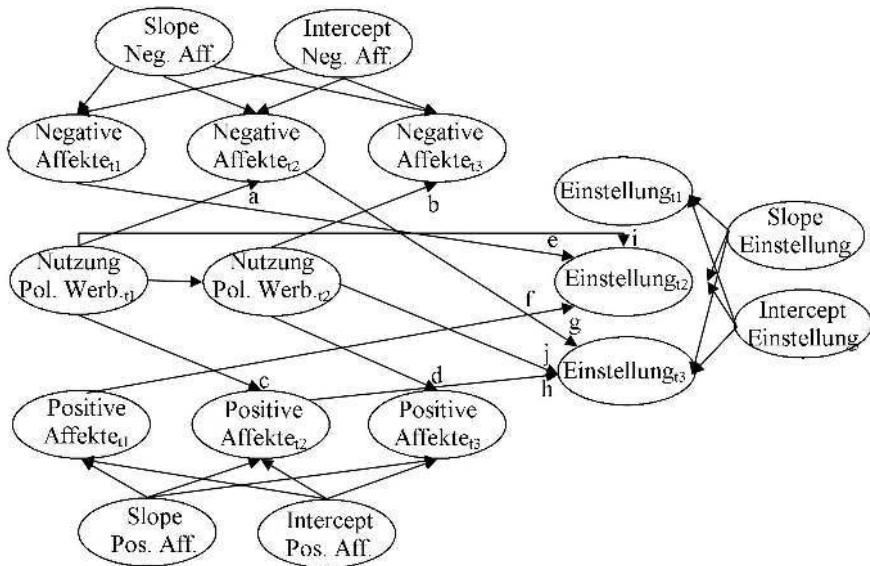 Slope
Neg. Aff.
Intercept
Neg. Aff.
Negative
Affekte t1
Negative
Affekte t2
Negative
Affekte t3
a
b
Einstellung t1
Slope
Einstellung
e
i
Nutzung
Pol. Werb. t1
Nutzung
Pol. Werb. t2
Einstellung t2
f
g
Intercept
Einstellung
j
h
Einstellung t3
c
d
Positive
Affekte t1
Positive
Affekte t2
Positive
Affekte t3
Slope
Pos. Aff.
Intercept
Pos. Aff.